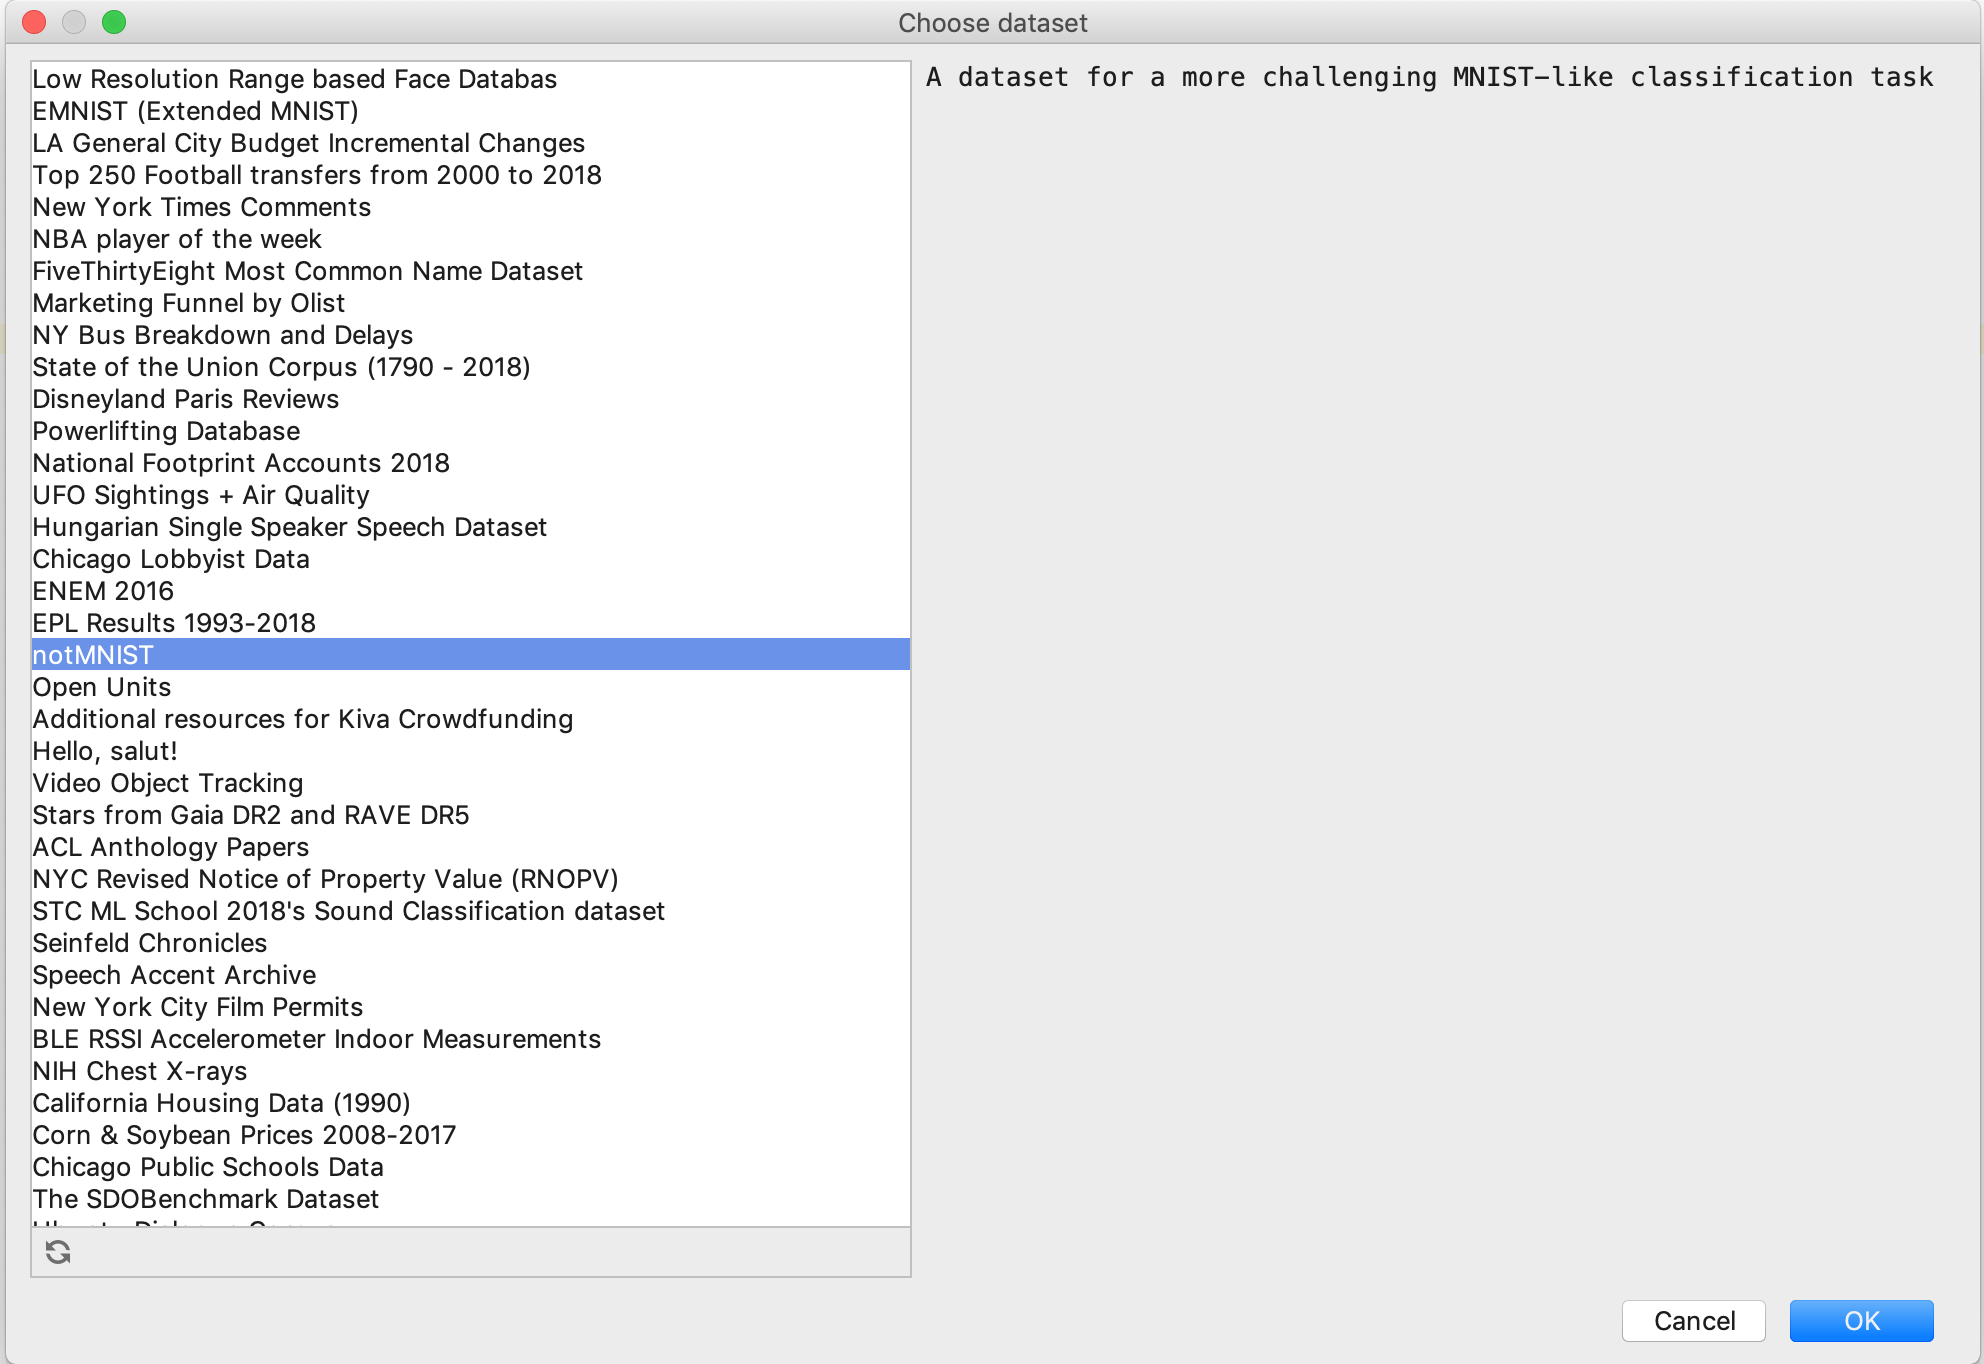 Choose dataset
Low Resolution Range based Face Databas
EMNIST (Extended MNIST)
LA General City Budget Incremental Changes
Top 250 Football transfers from 2000 to 2018
New York Times Comments
NBA player of the week
FiveThirtyEight Most Common Name Dataset
Marketing Funnel by Olist
NY Bus Breakdown and Delays
State of the Union Corpus (1790 - 2018)
Disneyland Paris Reviews
Powerlifting Database
National Footprint Accounts 2018
UFO Sightings + Air Quality
Hungarian Single Speaker Speech Dataset
Chicago Lobbyist Data
ENEM 2016
EPL Results 1993-2018
notMNIST
Open Units
Additional resources for Kiva Crowdfunding
Hello, salut!
Video Object Tracking
Stars from Gaia DR2 and RAVE DR5
ACL Anthology Papers
NYC Revised Notice of Property Value (RNOPV)
STC ML School 2018's Sound Classification dataset
Seinfeld Chronicles
Speech Accent Archive
New York City Film Permits
BLE RSSI Accelerometer Indoor Measurements
NIH Chest X-rays
California Housing Data (1990)
Corn & Soybean Prices 2008-2017
Chicago Public Schools Data
The SDOBenchmark Dataset
A dataset for a more challenging MNIST-like classification task
Cancel
OK